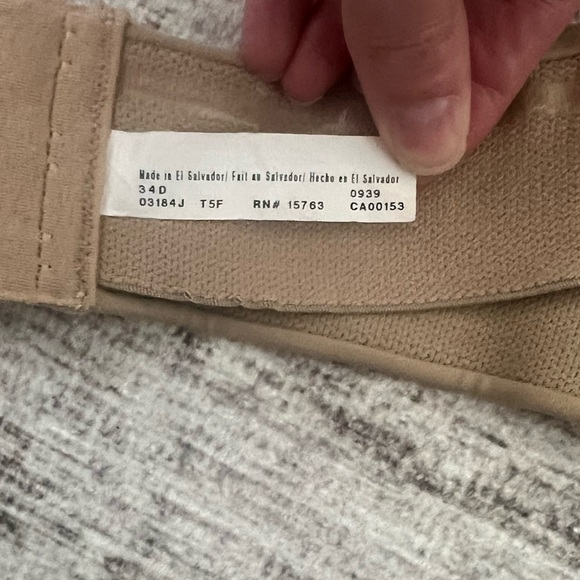 Made in El Salvador/ Fait au Salvador/ Hecho en El Salvador
34D 0939
03184J T5F RN# 15763 CA00153